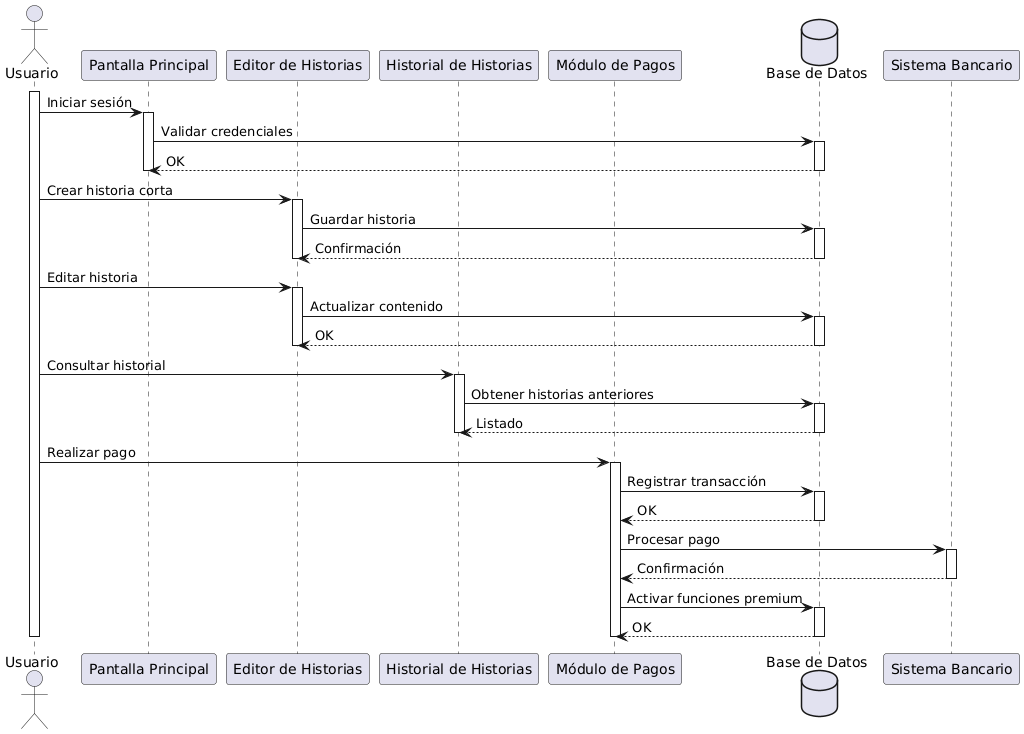 Usuario
Pantalla Principal
Editor de Historias
Historial de Historias
Módulo de Pagos
Base de Datos
Sistema Bancario
Iniciar sesión
Validar credenciales
OK
Crear historia corta
Guardar historia
Confirmación
Editar historia
Actualizar contenido
OK
Consultar historial
Obtener historias anteriores
Listado
Realizar pago
Registrar transacción
OK
Procesar pago
Confirmación
Activar funciones premium
OK
Usuario
Pantalla Principal
Editor de Historias
Historial de Historias
Módulo de Pagos
Base de Datos
Sistema Bancario